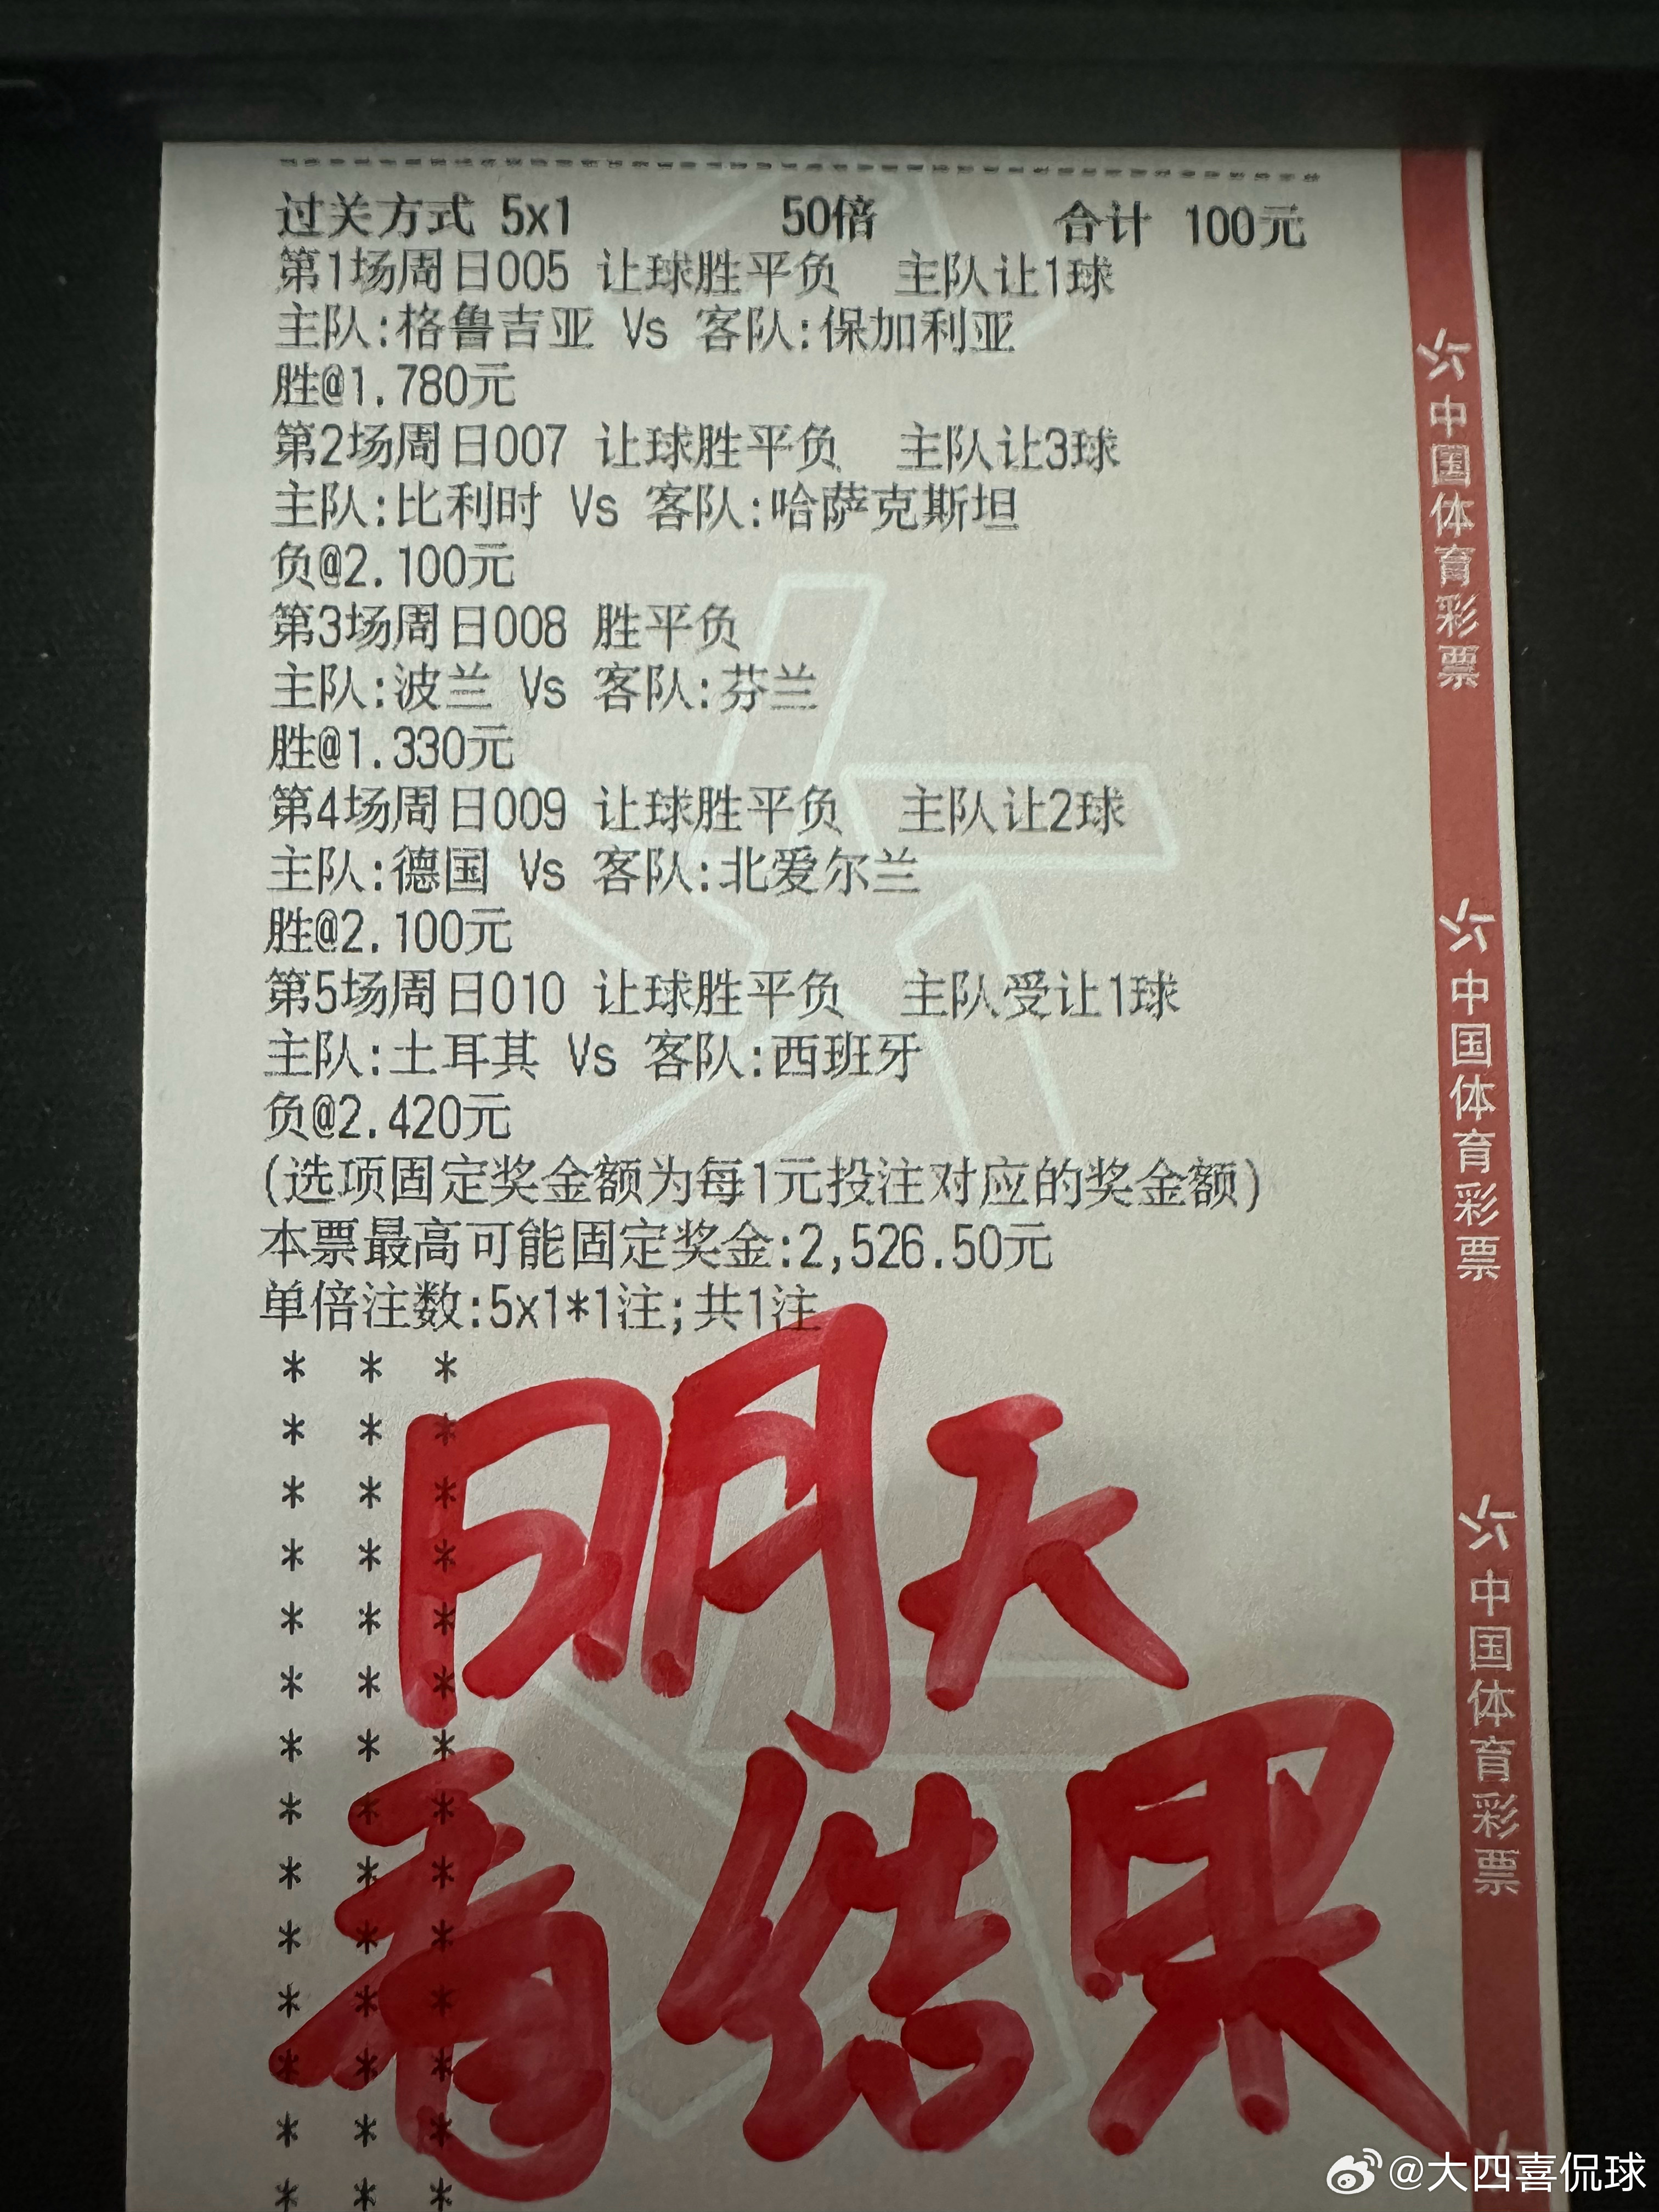 过关方式 5x1 50倍 合计 100元
第1场周日005 让球胜平负 主队让1球
主队:格鲁吉亚 Vs 客队:保加利亚
胜@1.780元
第2场周日007 让球胜平负 主队让3球
主队:比利时 Vs 客队:哈萨克斯坦
负@2.100元
第3场周日008 胜平负
主队:波兰 Vs 客队:芬兰
胜@1.330元
第4场周日009 让球胜平负 主队让2球
主队:德国 Vs 客队:北爱尔兰
胜@2.100元
第5场周日010 让球胜平负 主队受让1球
主队:土耳其 Vs 客队:西班牙
负@2.420元
(选项固定奖金额为每1元投注对应的奖金额)
本票最高可能固定奖金:2,526.50元
单倍注数:5x1*1注;共1注
* * *
* * *
* * *
* * *
* * *
* * *
* * *
* * *
* * *
* * *
* * *
* * *
* * *
* * *
明天
看结果
中国体育彩票
中国体育彩票
中国体育彩票
@大四喜侃球